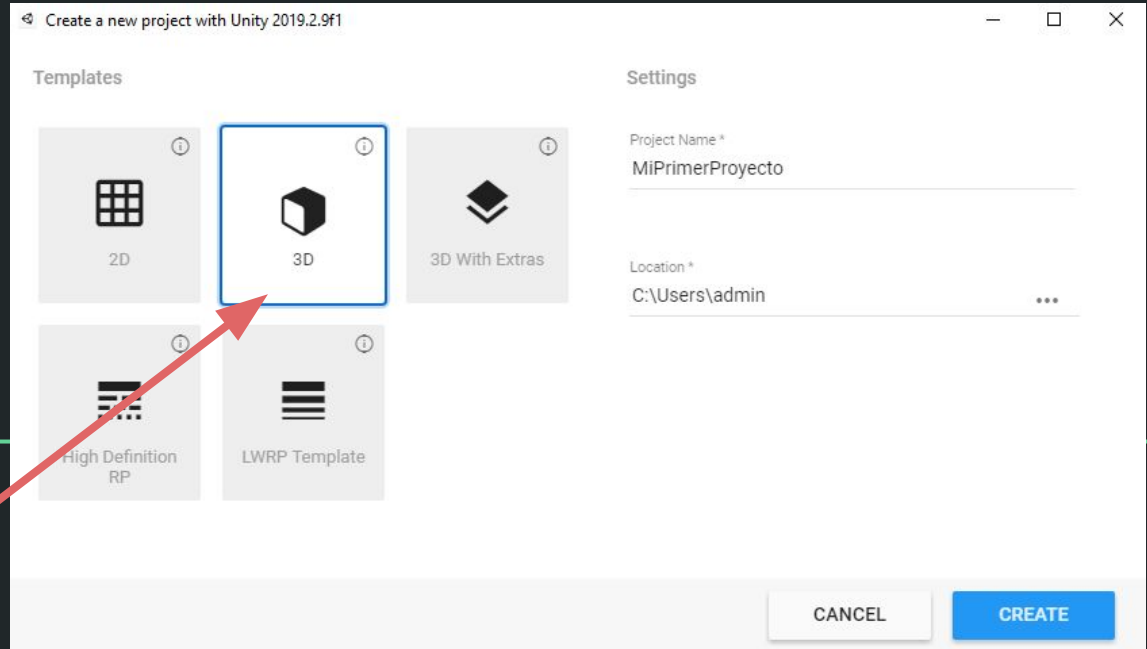 Create a new project with Unity 2019.2.9f1
Templates
Settings
2D
3D
3D With Extras
High Definition
RP
LWRP Template
Project Name *
MiPrimerProyecto
Location *
C:\Users\admin
CANCEL
CREATE